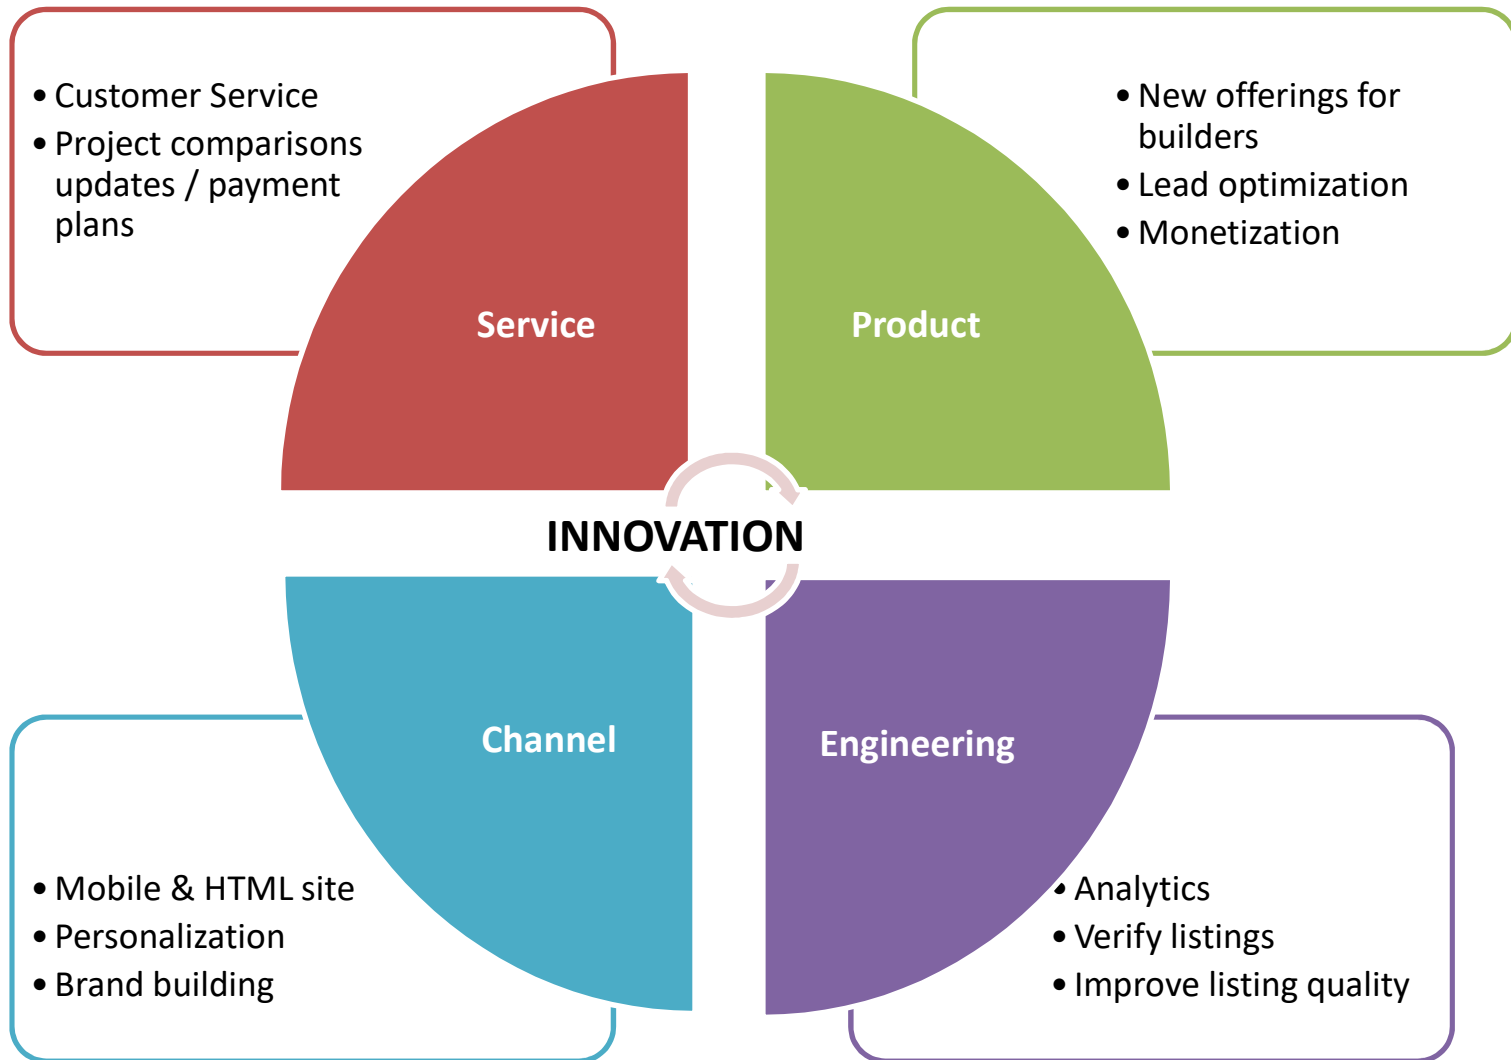 • Customer Service
• Project comparisons
updates / payment
plans
Service
• New offerings for
builders
• Lead optimization
• Monetization
Product
INNOVATION
Channel
• Mobile & HTML site
• Personalization
• Brand building
Engineering
• Analytics
• Verify listings
• Improve listing quality